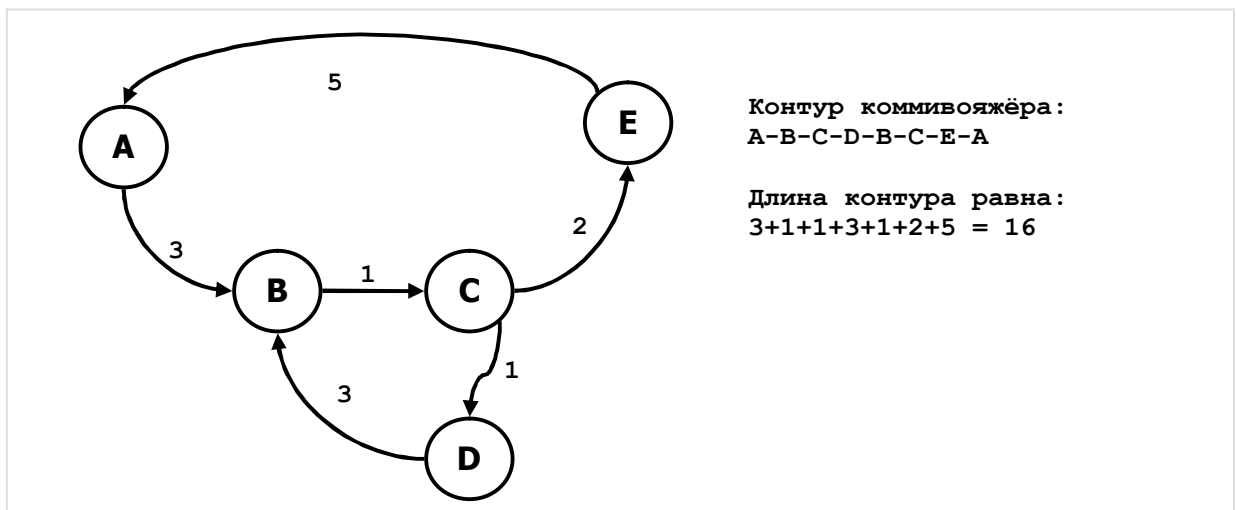 5
A
E
Контур коммивояжёра:
A-B-C-D-B-C-E-A
Длина контура равна:
3+1+1+3+1+2+5 = 16
3
2
B
1
C
1
3
D